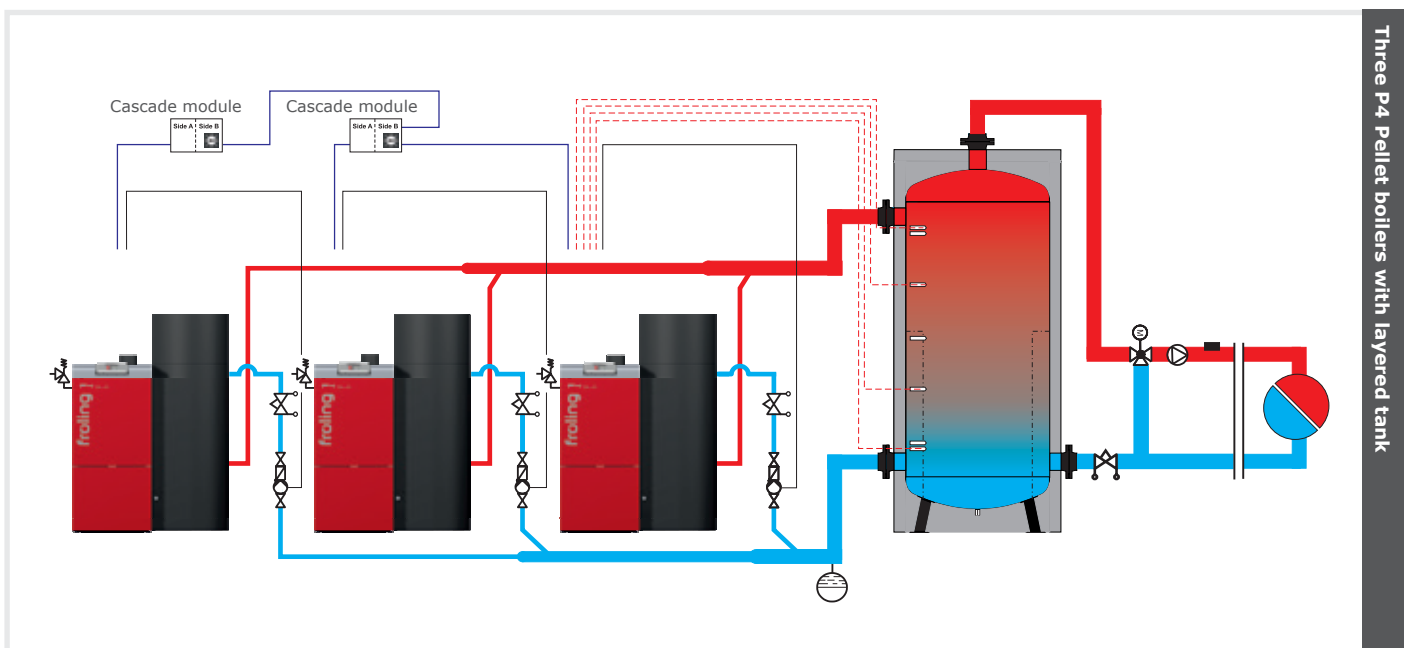 Three P4 Pellet boilers with layered tank
Cascade module
Cascade module
Side A Side B
Side A Side B
froling
froling
froling
M